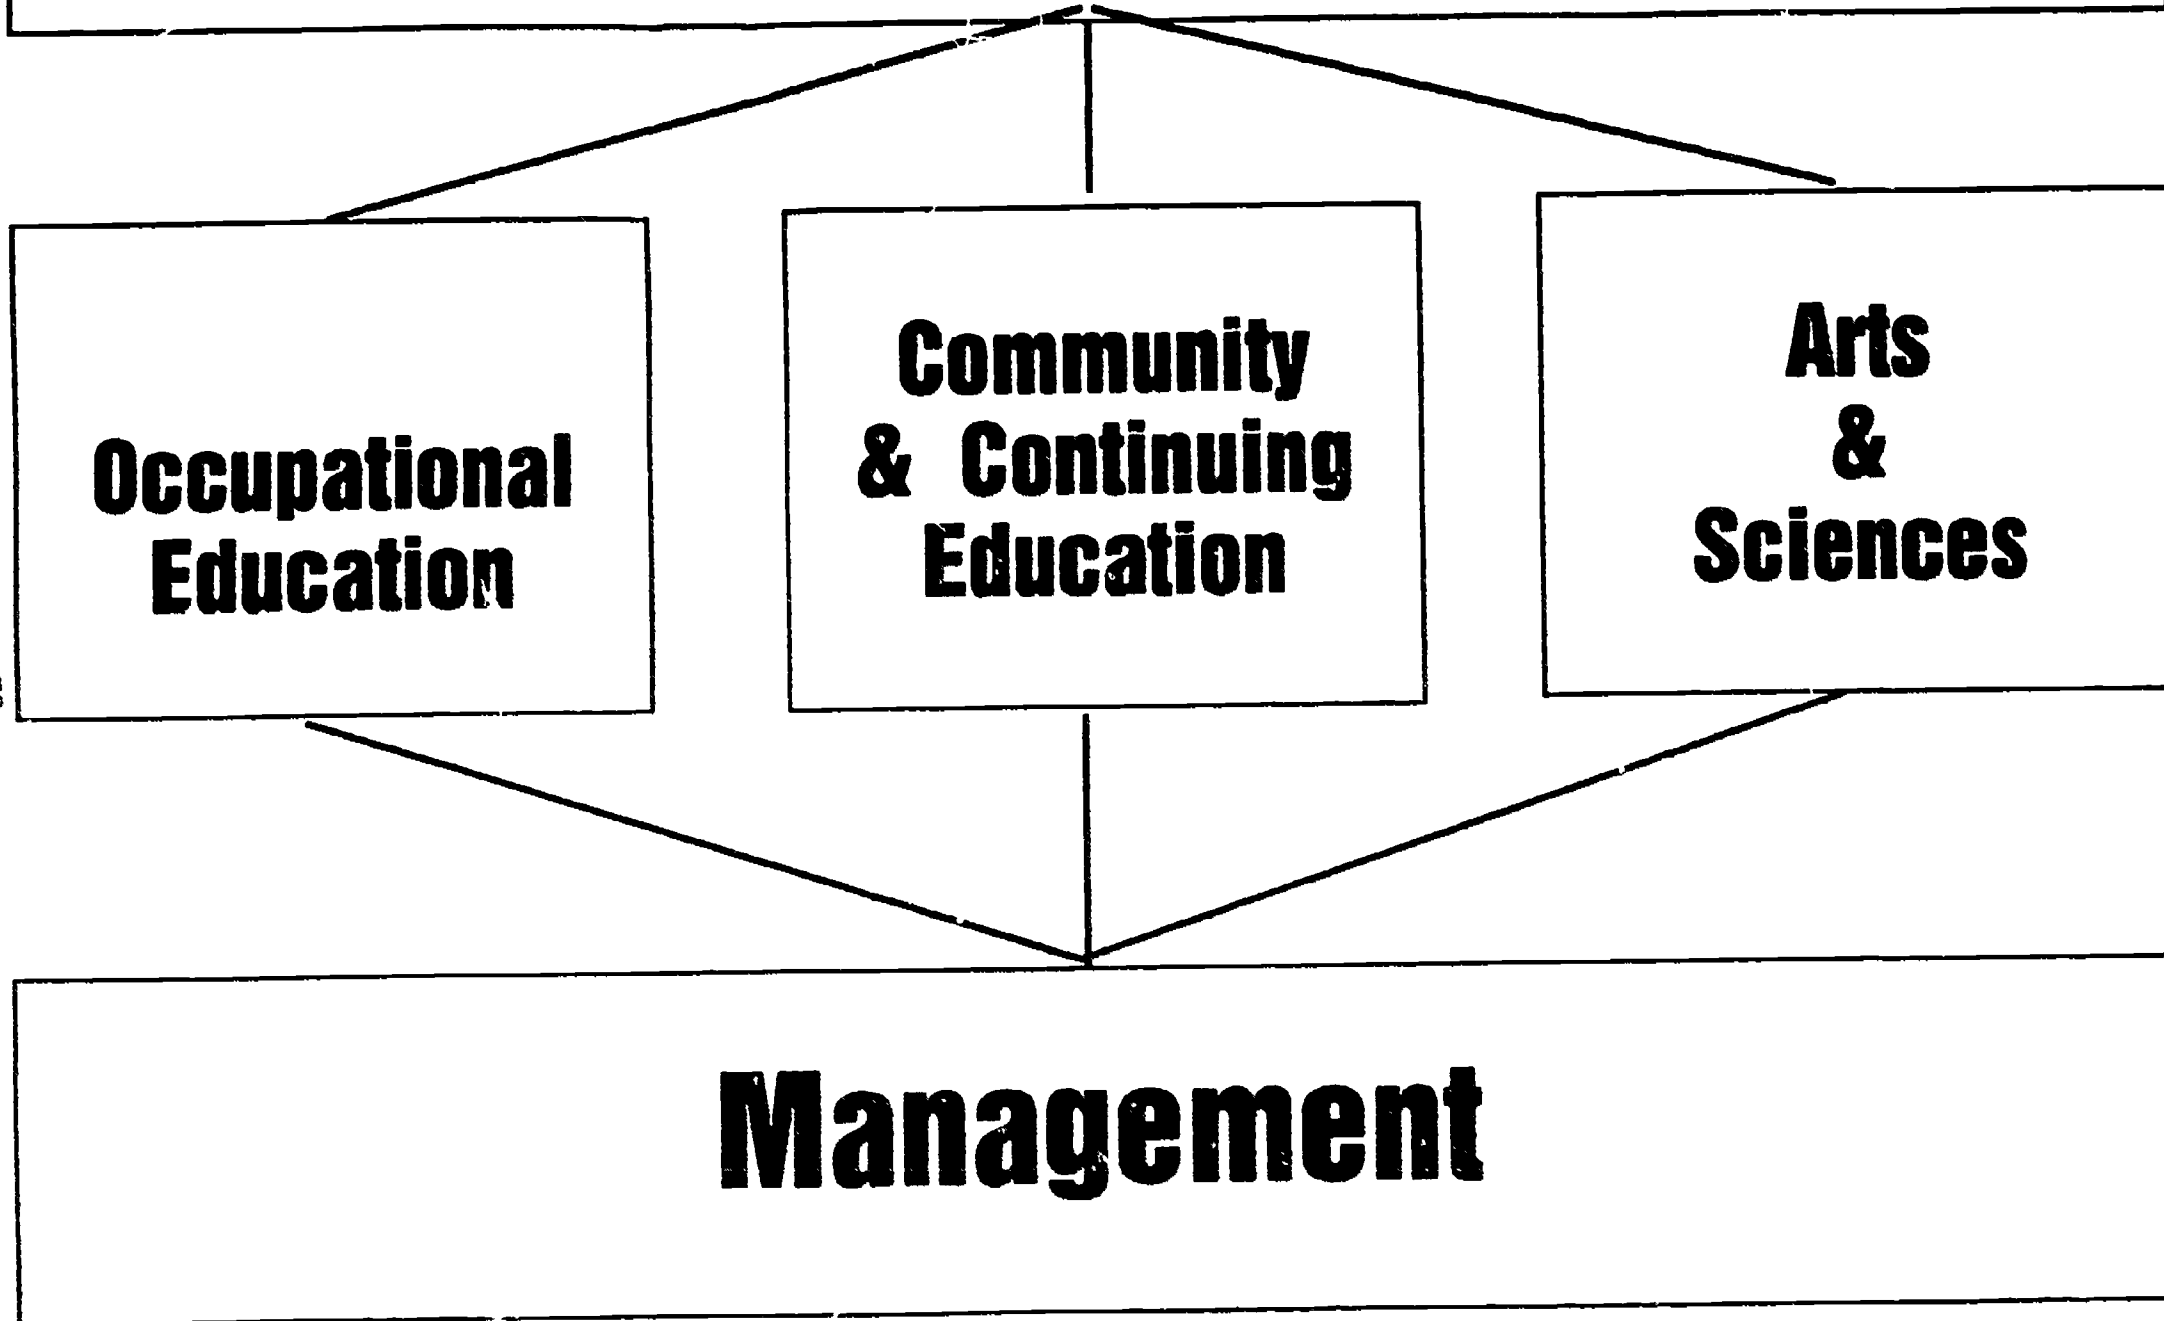 Occupational
Education
Community
& Continuing
Education
Arts
&
Sciences
Management